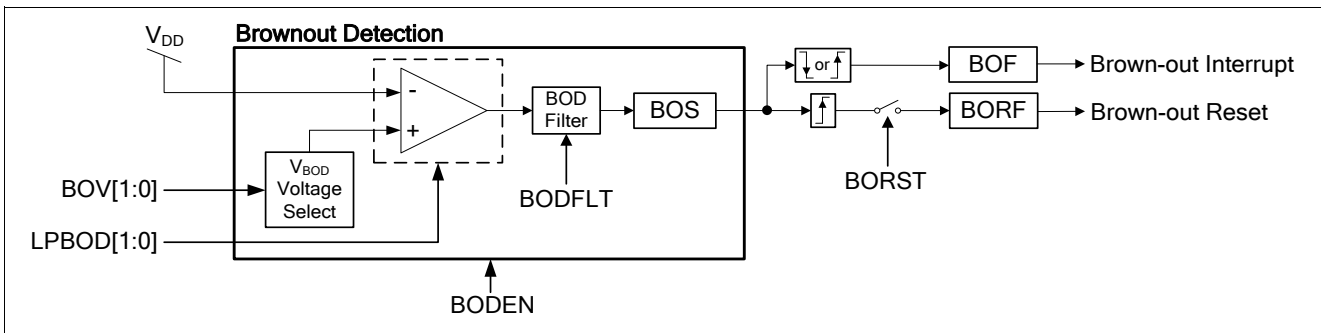 VDD
Brownout Detection
-
+
BOD
Filter
BOS
or
BOF
Brown-out Interrupt
BORF
Brown-out Reset
VBOD
Voltage
Select
BOV[1:0]
LPBOD[1:0]
BODFLT
BORST
BODEN